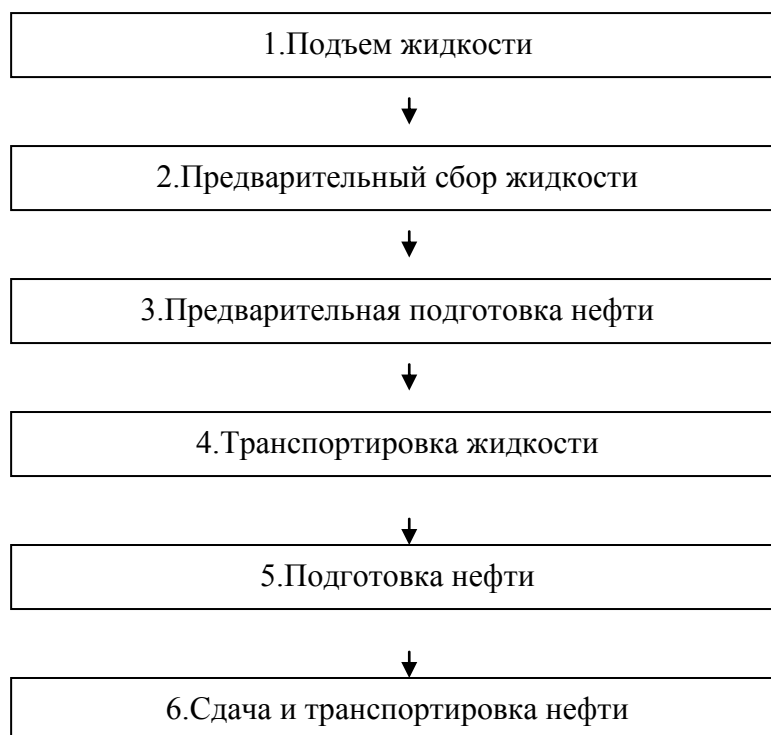 1.Подъем жидкости
2.Предварительный сбор жидкости
3.Предварительная подготовка нефти
4.Транспортировка жидкости
5.Подготовка нефти
6.Сдача и транспортировка нефти